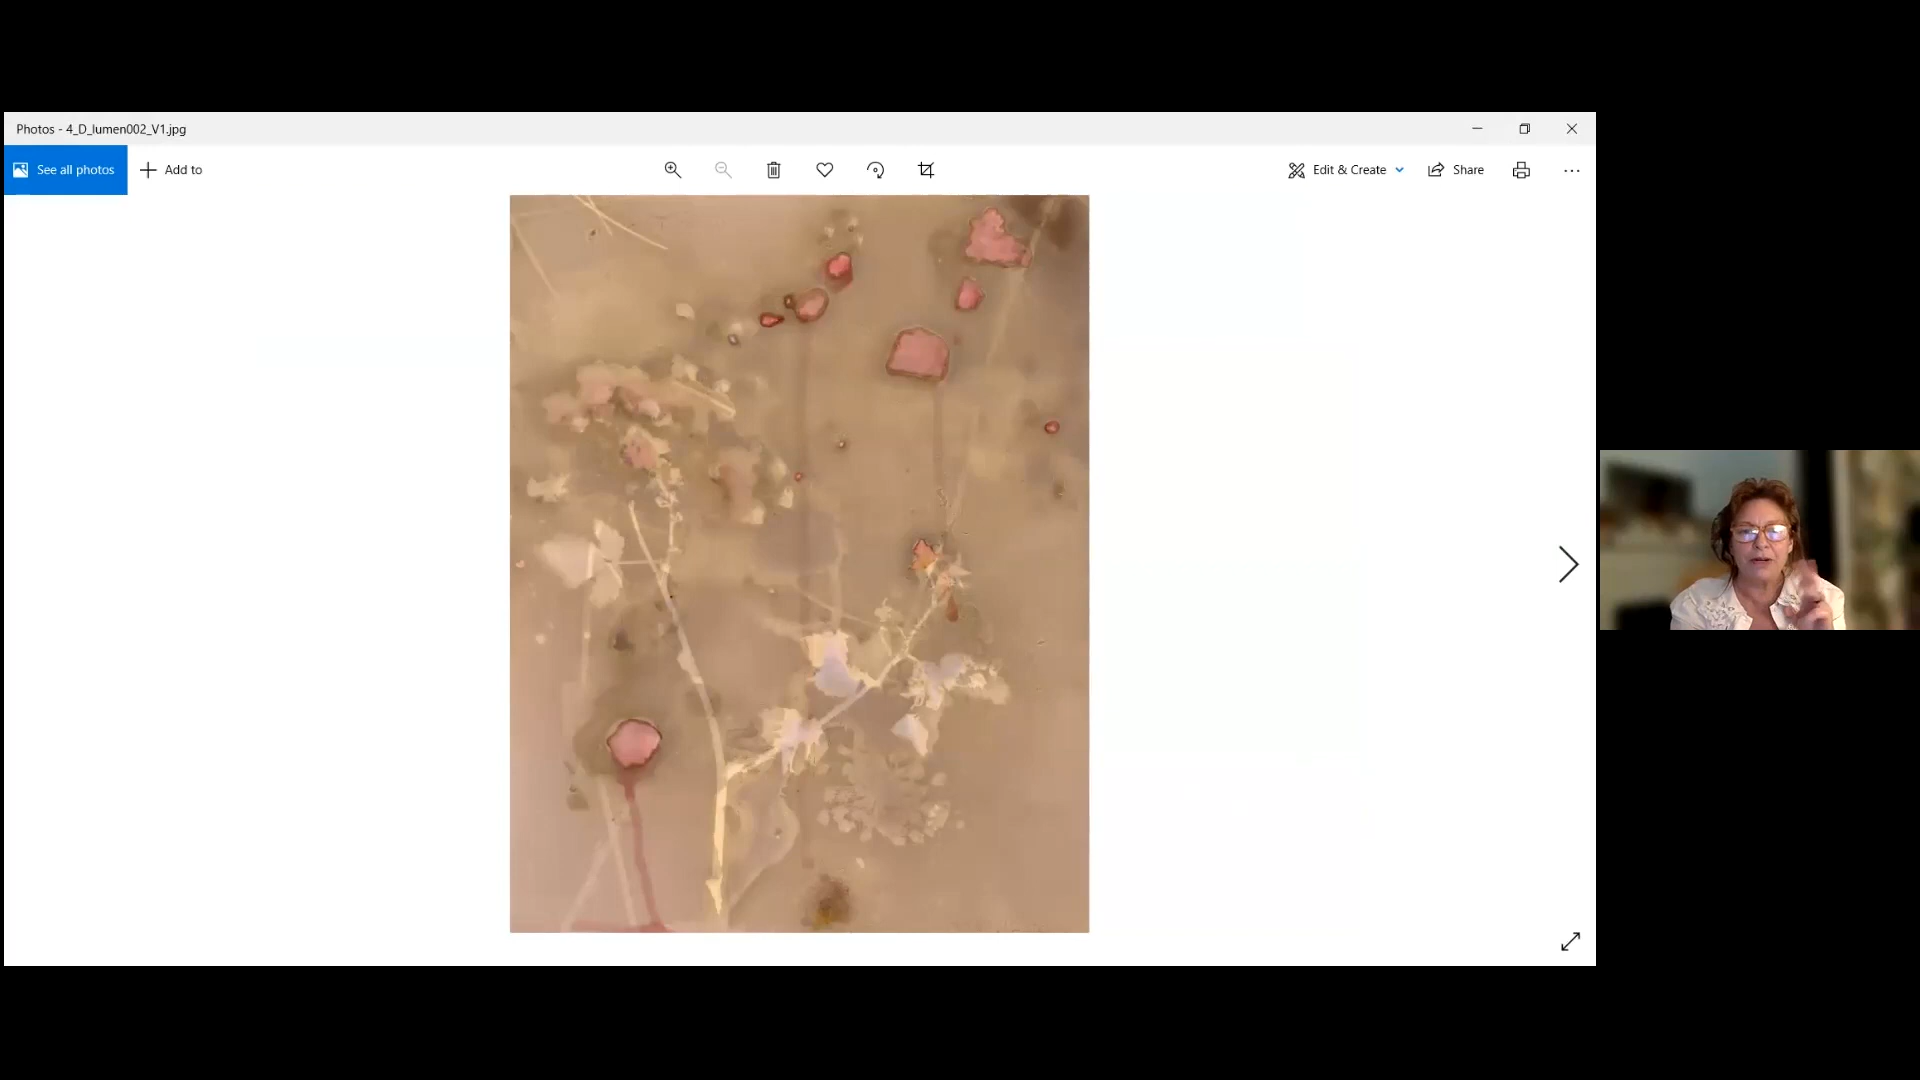 Photos - 4_D_lumen002_V1.jpg
See all photos
Add to
Edit & Create
Share